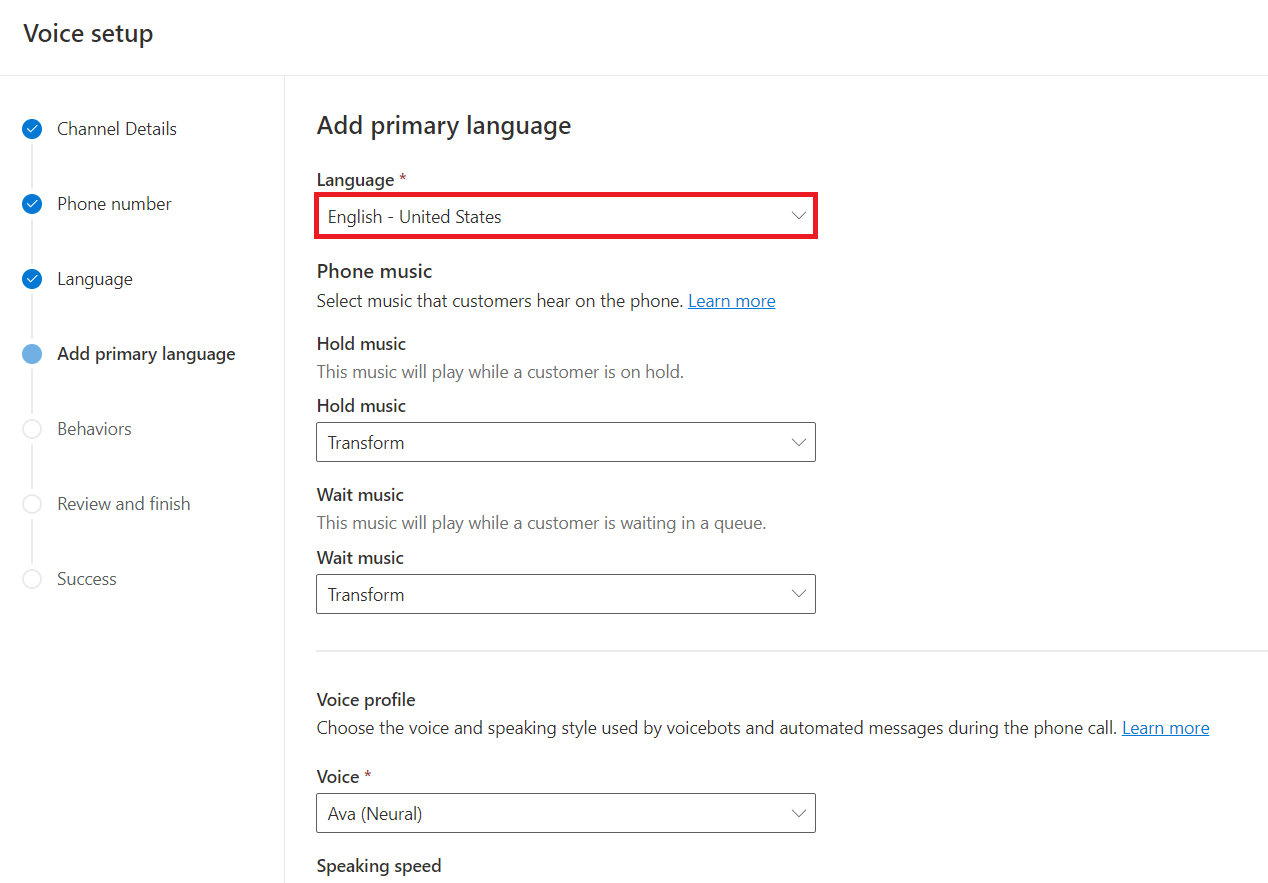 Voice setup
Channel Details
Phone number
Language
Add primary language
Behaviors
Review and finish
Success
Add primary language
Language *
English - United States
Phone music
Select music that customers hear on the phone. Learn more
Hold music
This music will play while a customer is on hold.
Hold music
Transform
Wait music
This music will play while a customer is waiting in a queue.
Wait music
Transform
Voice profile
Choose the voice and speaking style used by voicebots and automated messages during the phone call. Learn more
Voice *
Ava (Neural)
Speaking speed